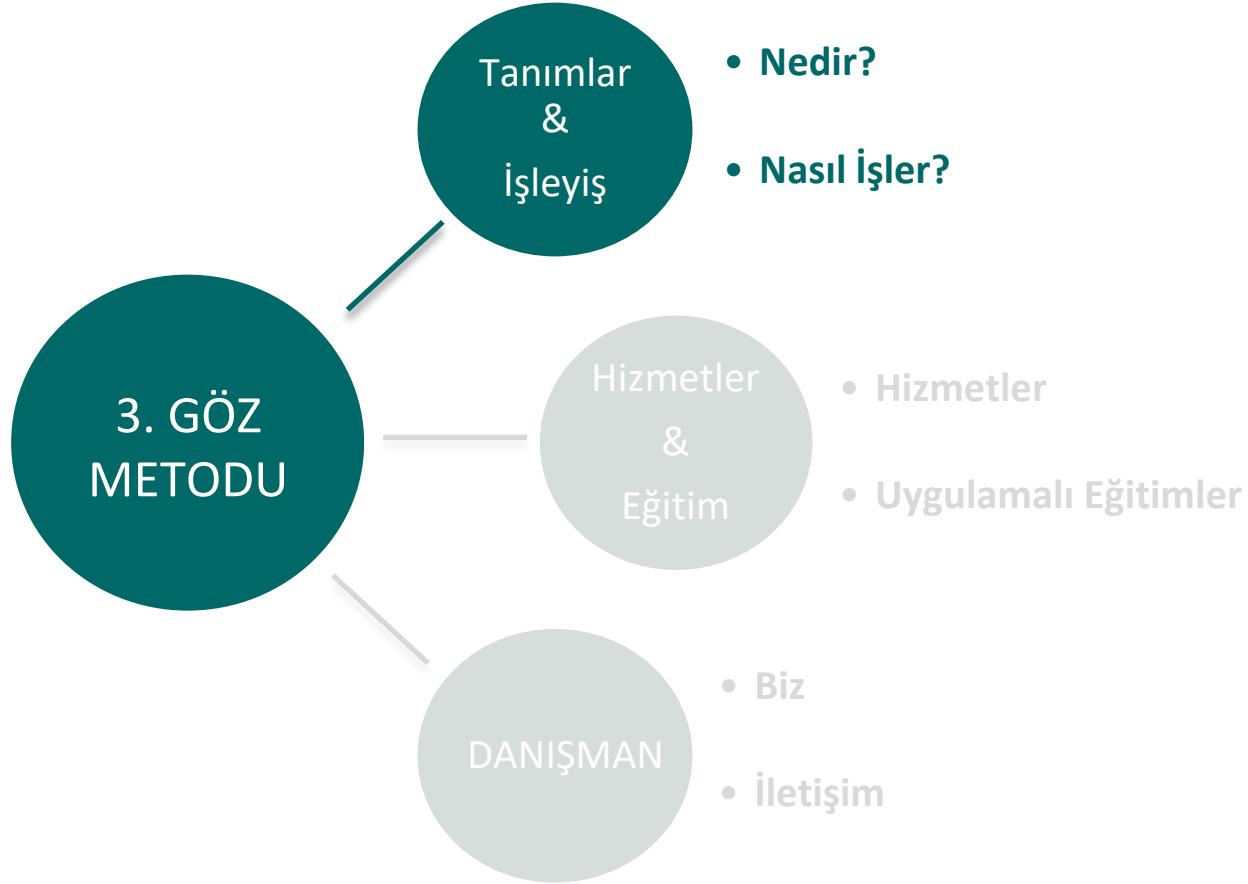 Tanımlar
&
İşleyiş
• Nedir?
• Nasıl İşler?
3. GÖZ
METODU
Hizmetler
&
Eğitim
• Hizmetler
• Uygulamalı Eğitimler
DANIŞMAN
• Biz
• İletişim